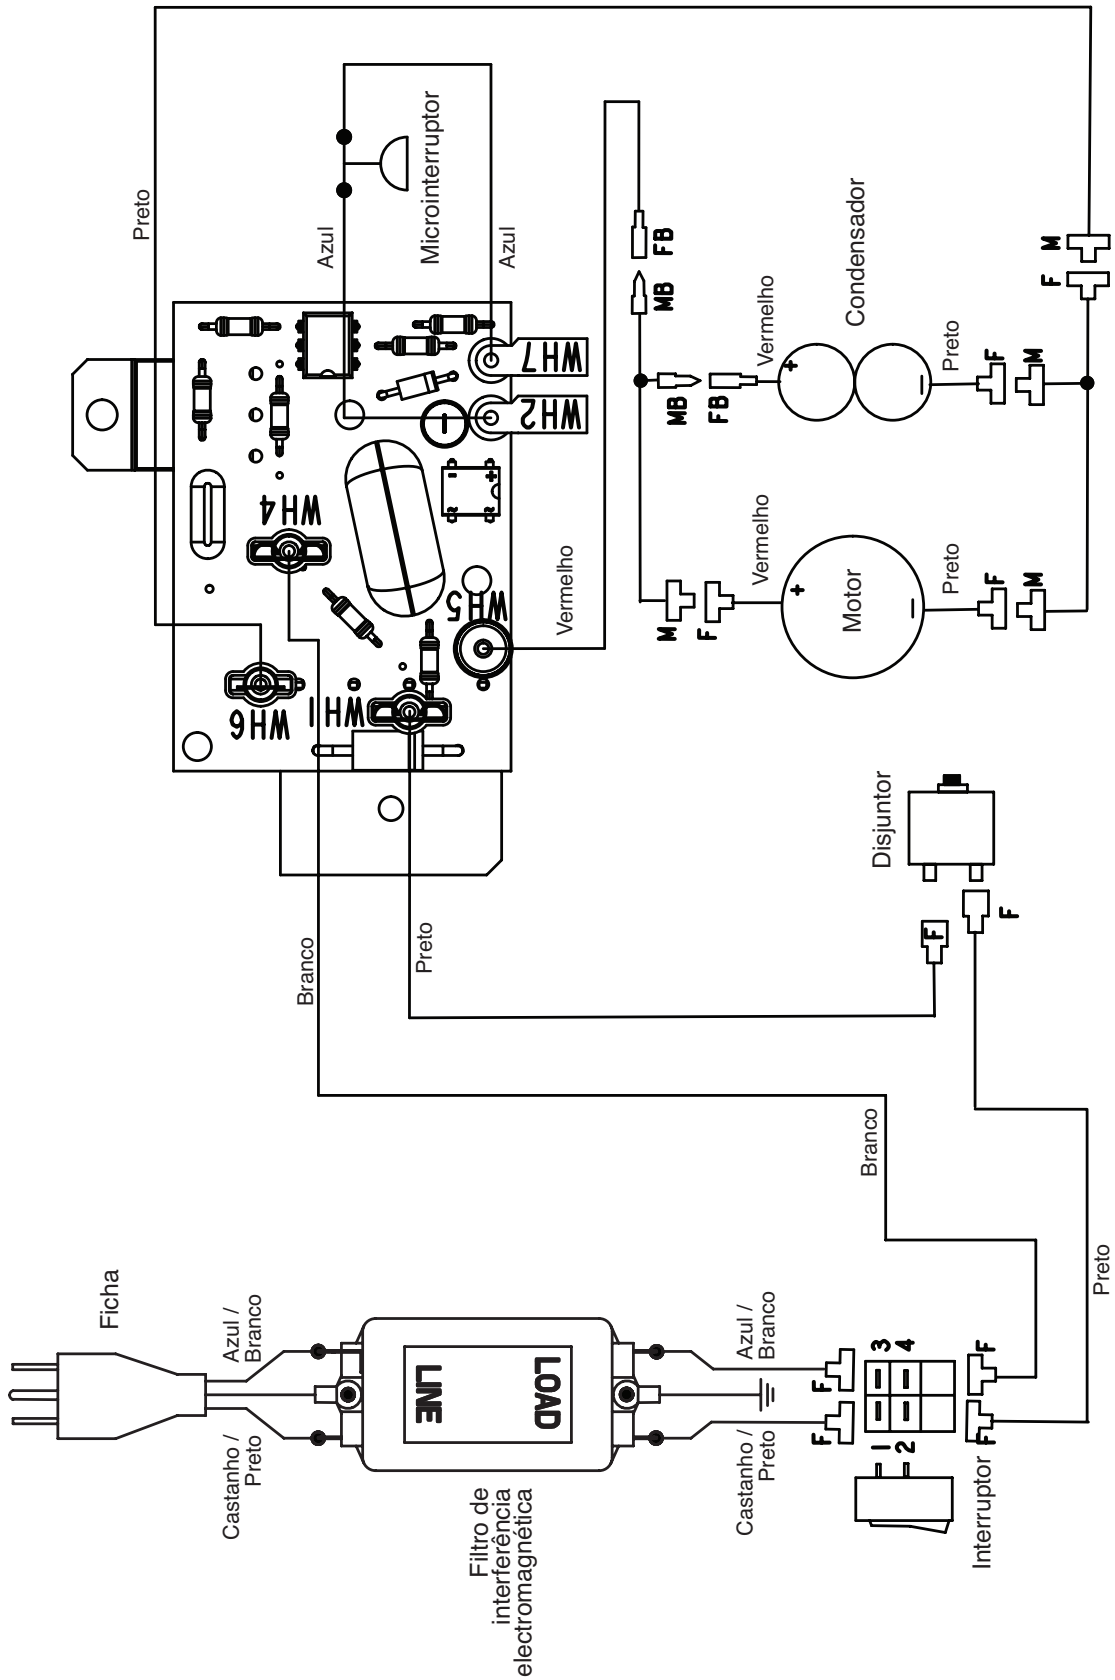 Ficha
Azul /
Branco
Castanho /
Preto
LINE
LOAD
Filtro de
interferência
electromagnética
Azul /
Branco
Castanho /
Preto
F
F
1
2
3
4
F
F
Interruptor
Branco
Preto
Branco
Preto
Disjuntor
F
F
WH6
WH1
WH4
WH5
WH2
WH7
-
+
~
~
Preto
Azul
Azul
Microinterruptor
Vermelho
FB
MB
MB
FB
Vermelho
+
–
Condensador
Preto
F
M
M
F
Vermelho
+
Motor
–
Preto
F
M
F
M